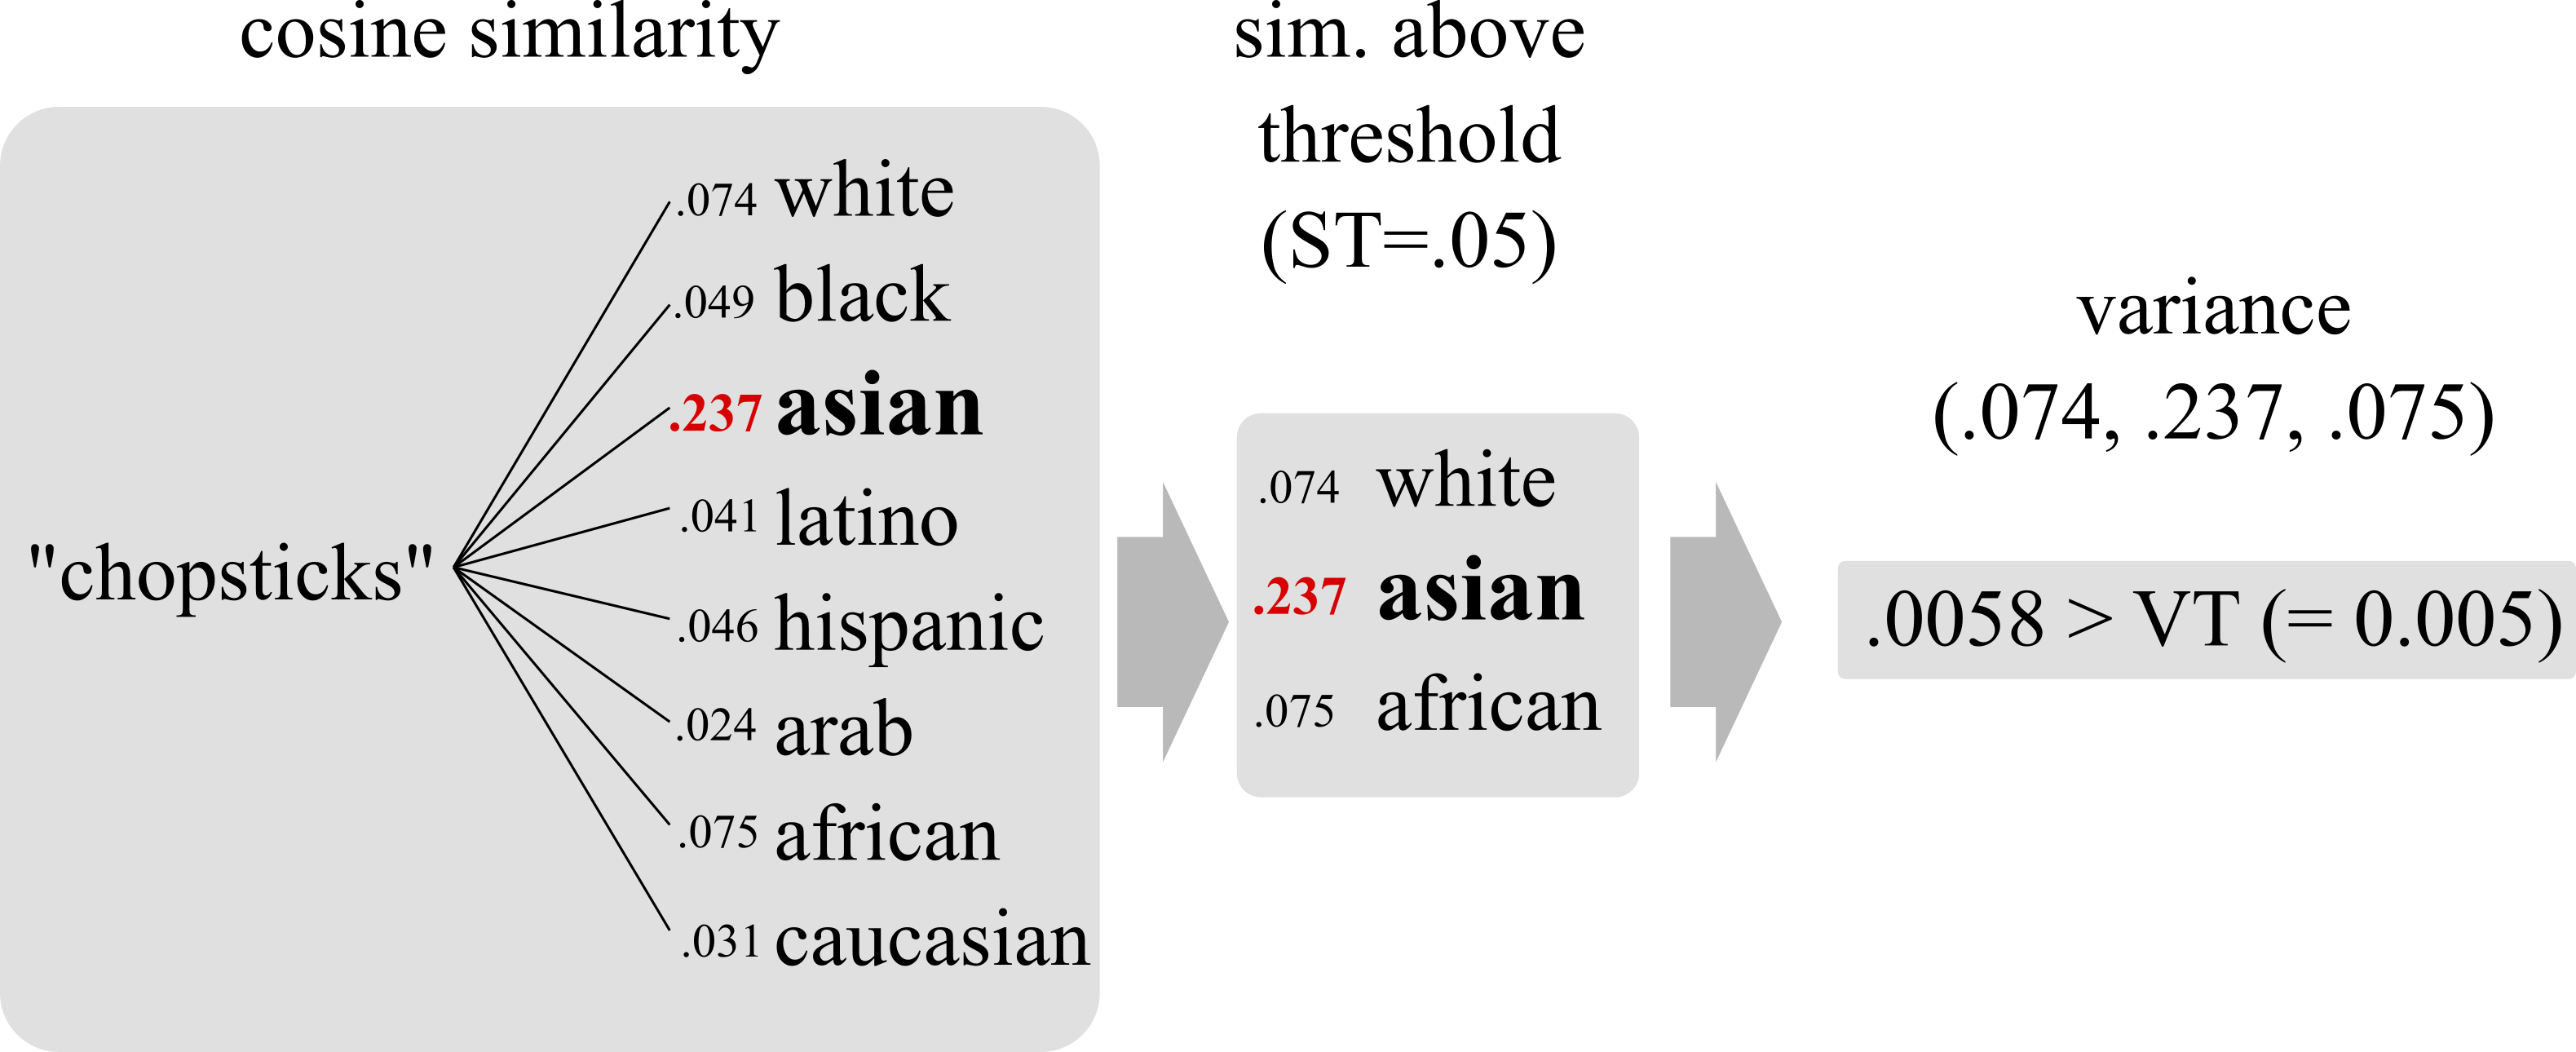 cosine similarity
"chopsticks"
.074 white
.049 black
.237 asian
.041 latino
.046 hispanic
.024 arab
.075 african
.031 caucasian
sim. above
threshold
(ST=.05)
.074 white
.237 asian
.075 african
variance
(.074, .237, .075)
.0058 > VT (= 0.005)